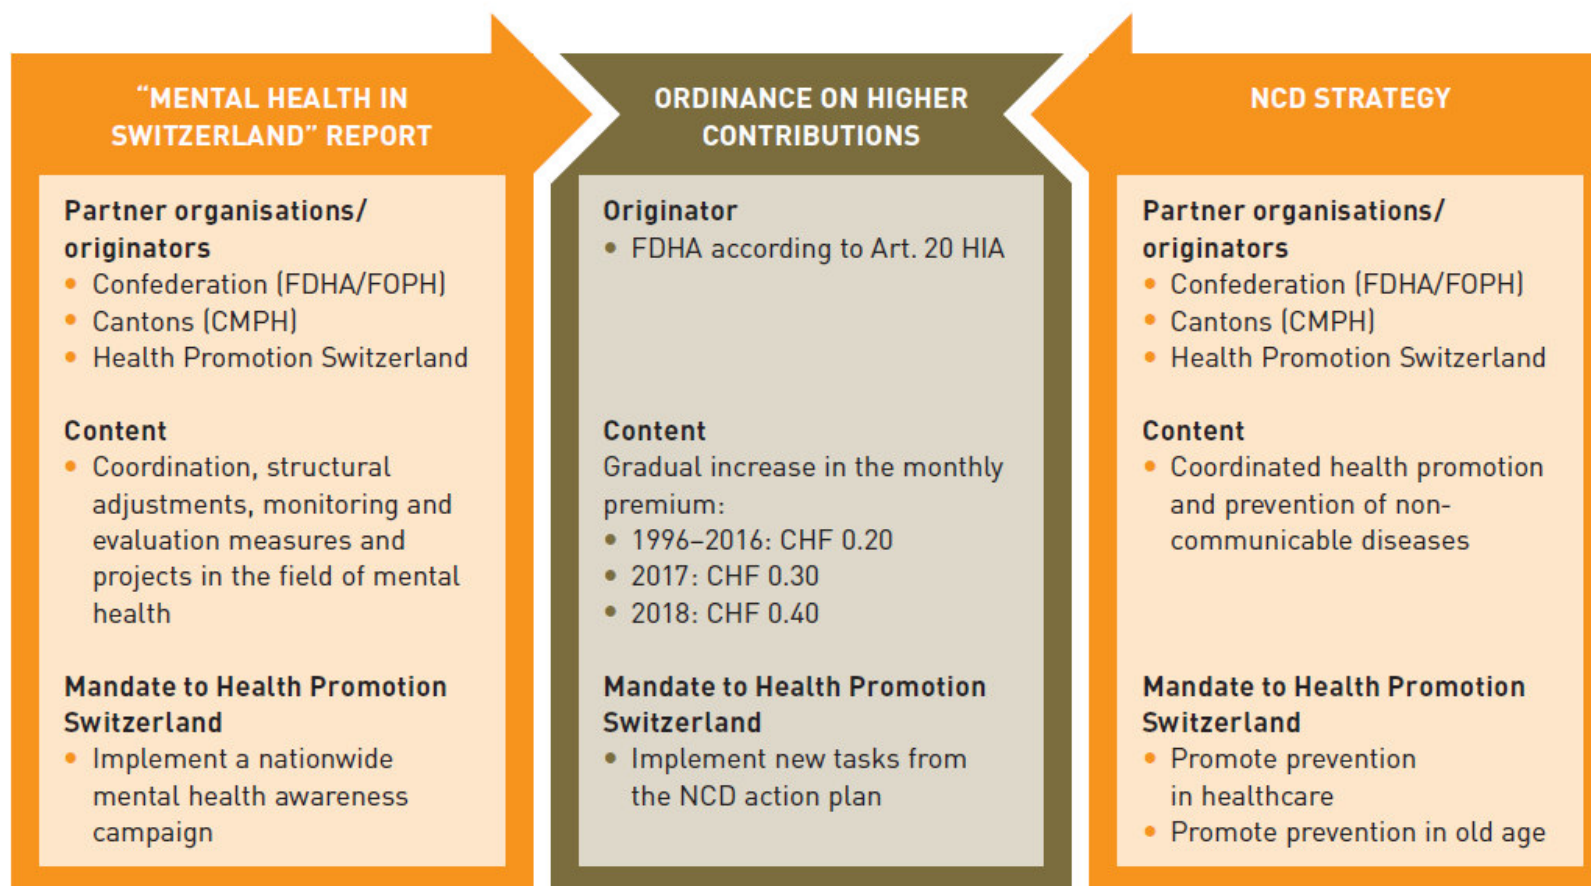 “MENTAL HEALTH IN
SWITZERLAND” REPORT
Partner organisations/
originators
• Confederation (FDHA/FOPH)
• Cantons (CMPH)
• Health Promotion Switzerland
Content
• Coordination, structural
adjustments, monitoring and
evaluation measures and
projects in the field of mental
health
Mandate to Health Promotion
Switzerland
• Implement a nationwide
mental health awareness
campaign
ORDINANCE ON HIGHER
CONTRIBUTIONS
Originator
• FDHA according to Art. 20 HIA
Content
Gradual increase in the monthly
premium:
• 1996–2016: CHF 0.20
• 2017: CHF 0.30
• 2018: CHF 0.40
Mandate to Health Promotion
Switzerland
• Implement new tasks from
the NCD action plan
NCD STRATEGY
Partner organisations/
originators
• Confederation (FDHA/FOPH)
• Cantons (CMPH)
• Health Promotion Switzerland
Content
• Coordinated health promotion
and prevention of non-
communicable diseases
Mandate to Health Promotion
Switzerland
• Promote prevention
in healthcare
• Promote prevention in old age